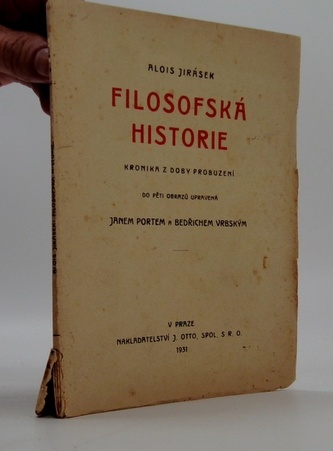 ALOIS JIRÁSEK
FILOSOFSKÁ
HISTORIE
KRONIKA Z DOBY PROBUZENÍ
DO PĚTI OBRAZŮ UPRAVENÁ
JANEM PORTEM A BEDŘICHEM VRBSKÝM
V PRAZE
NAKLADATELSTVÍ J. OTTO, SPOL. S R. O.
1931